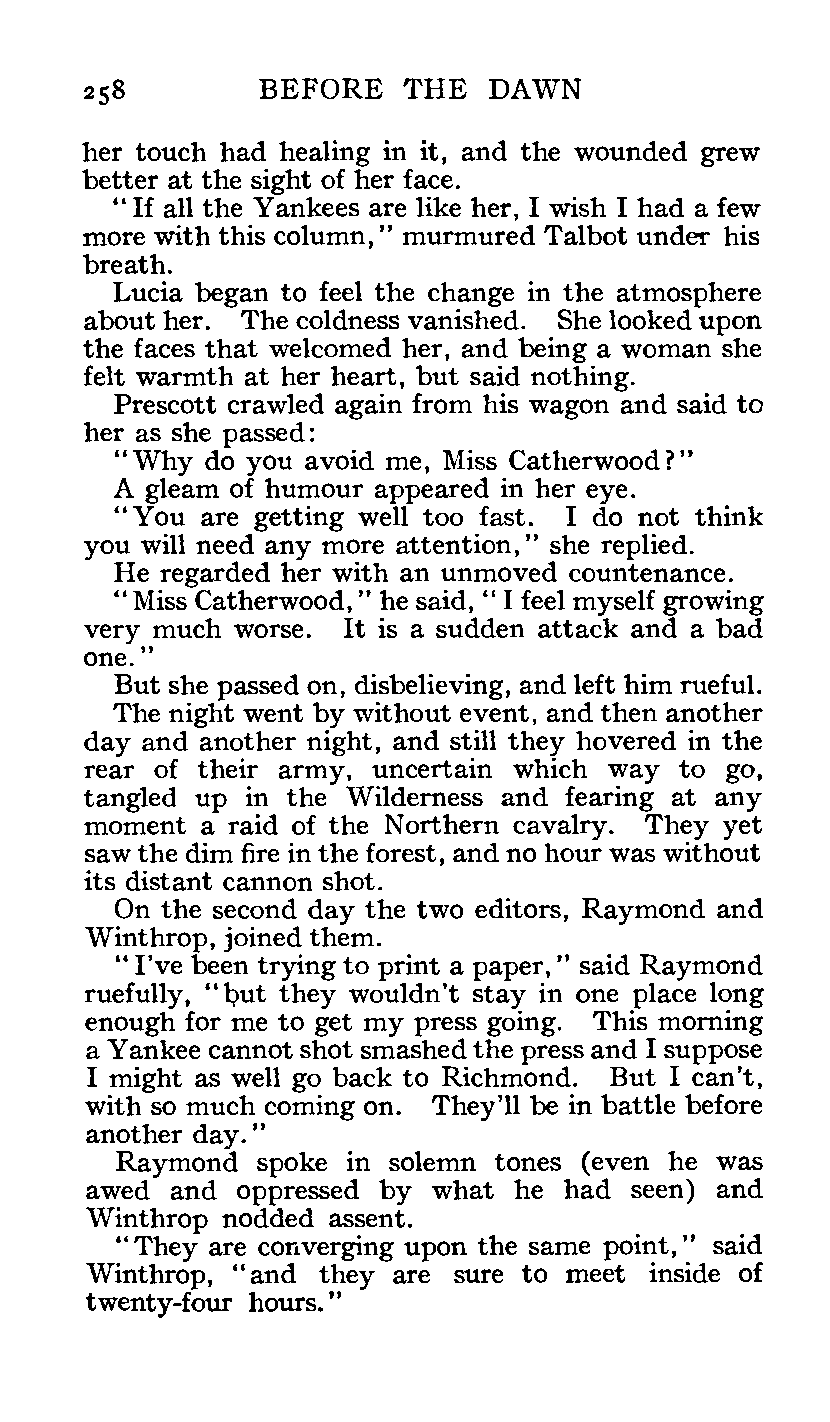 258 BEFORE THE DAWN
her touch had healing in it, and the wounded grew
better at the sight of her face.
"If all the Yankees are like her, I wish I had a few
more with this column," murmured Talbot under his
breath.
Lucia began to feel the change in the atmosphere
about her. The coldness vanished. She looked upon
the faces that welcomed her, and being a woman she
felt warmth at her heart, but said nothing.
Prescott crawled again from his wagon and said to
her as she passed:
"Why do you avoid me, Miss Catherwood?"
A gleam of humour appeared in her eye.
"You are getting well too fast. I do not think
you will need any more attention," she replied.
He regarded her with an unmoved countenance.
"Miss Catherwood," he said, "I feel myself growing
very much worse. It is a sudden attack and a bad
one."
But she passed on, disbelieving, and left him rueful.
The night went by without event, and then another
day and another night, and still they hovered in the
rear of their army, uncertain which way to go,
tangled up in the Wilderness and fearing at any
moment a raid of the Northern cavalry. They yet
saw the dim fire in the forest, and no hour was without
its distant cannon shot.
On the second day the two editors, Raymond and
Winthrop, joined them.
"I've been trying to print a paper," said Raymond
ruefully, "but they wouldn't stay in one place long
enough for me to get my press going. This morning
a Yankee cannot shot smashed the press and I suppose
I might as well go back to Richmond. But I can't,
with so much coming on. They'll be in battle before
another day."
Raymond spoke in solemn tones (even he was
awed and oppressed by what he had seen) and
Winthrop nodded assent.
"They are converging upon the same point," said
Winthrop, "and they are sure to meet inside of
twenty-four hours."